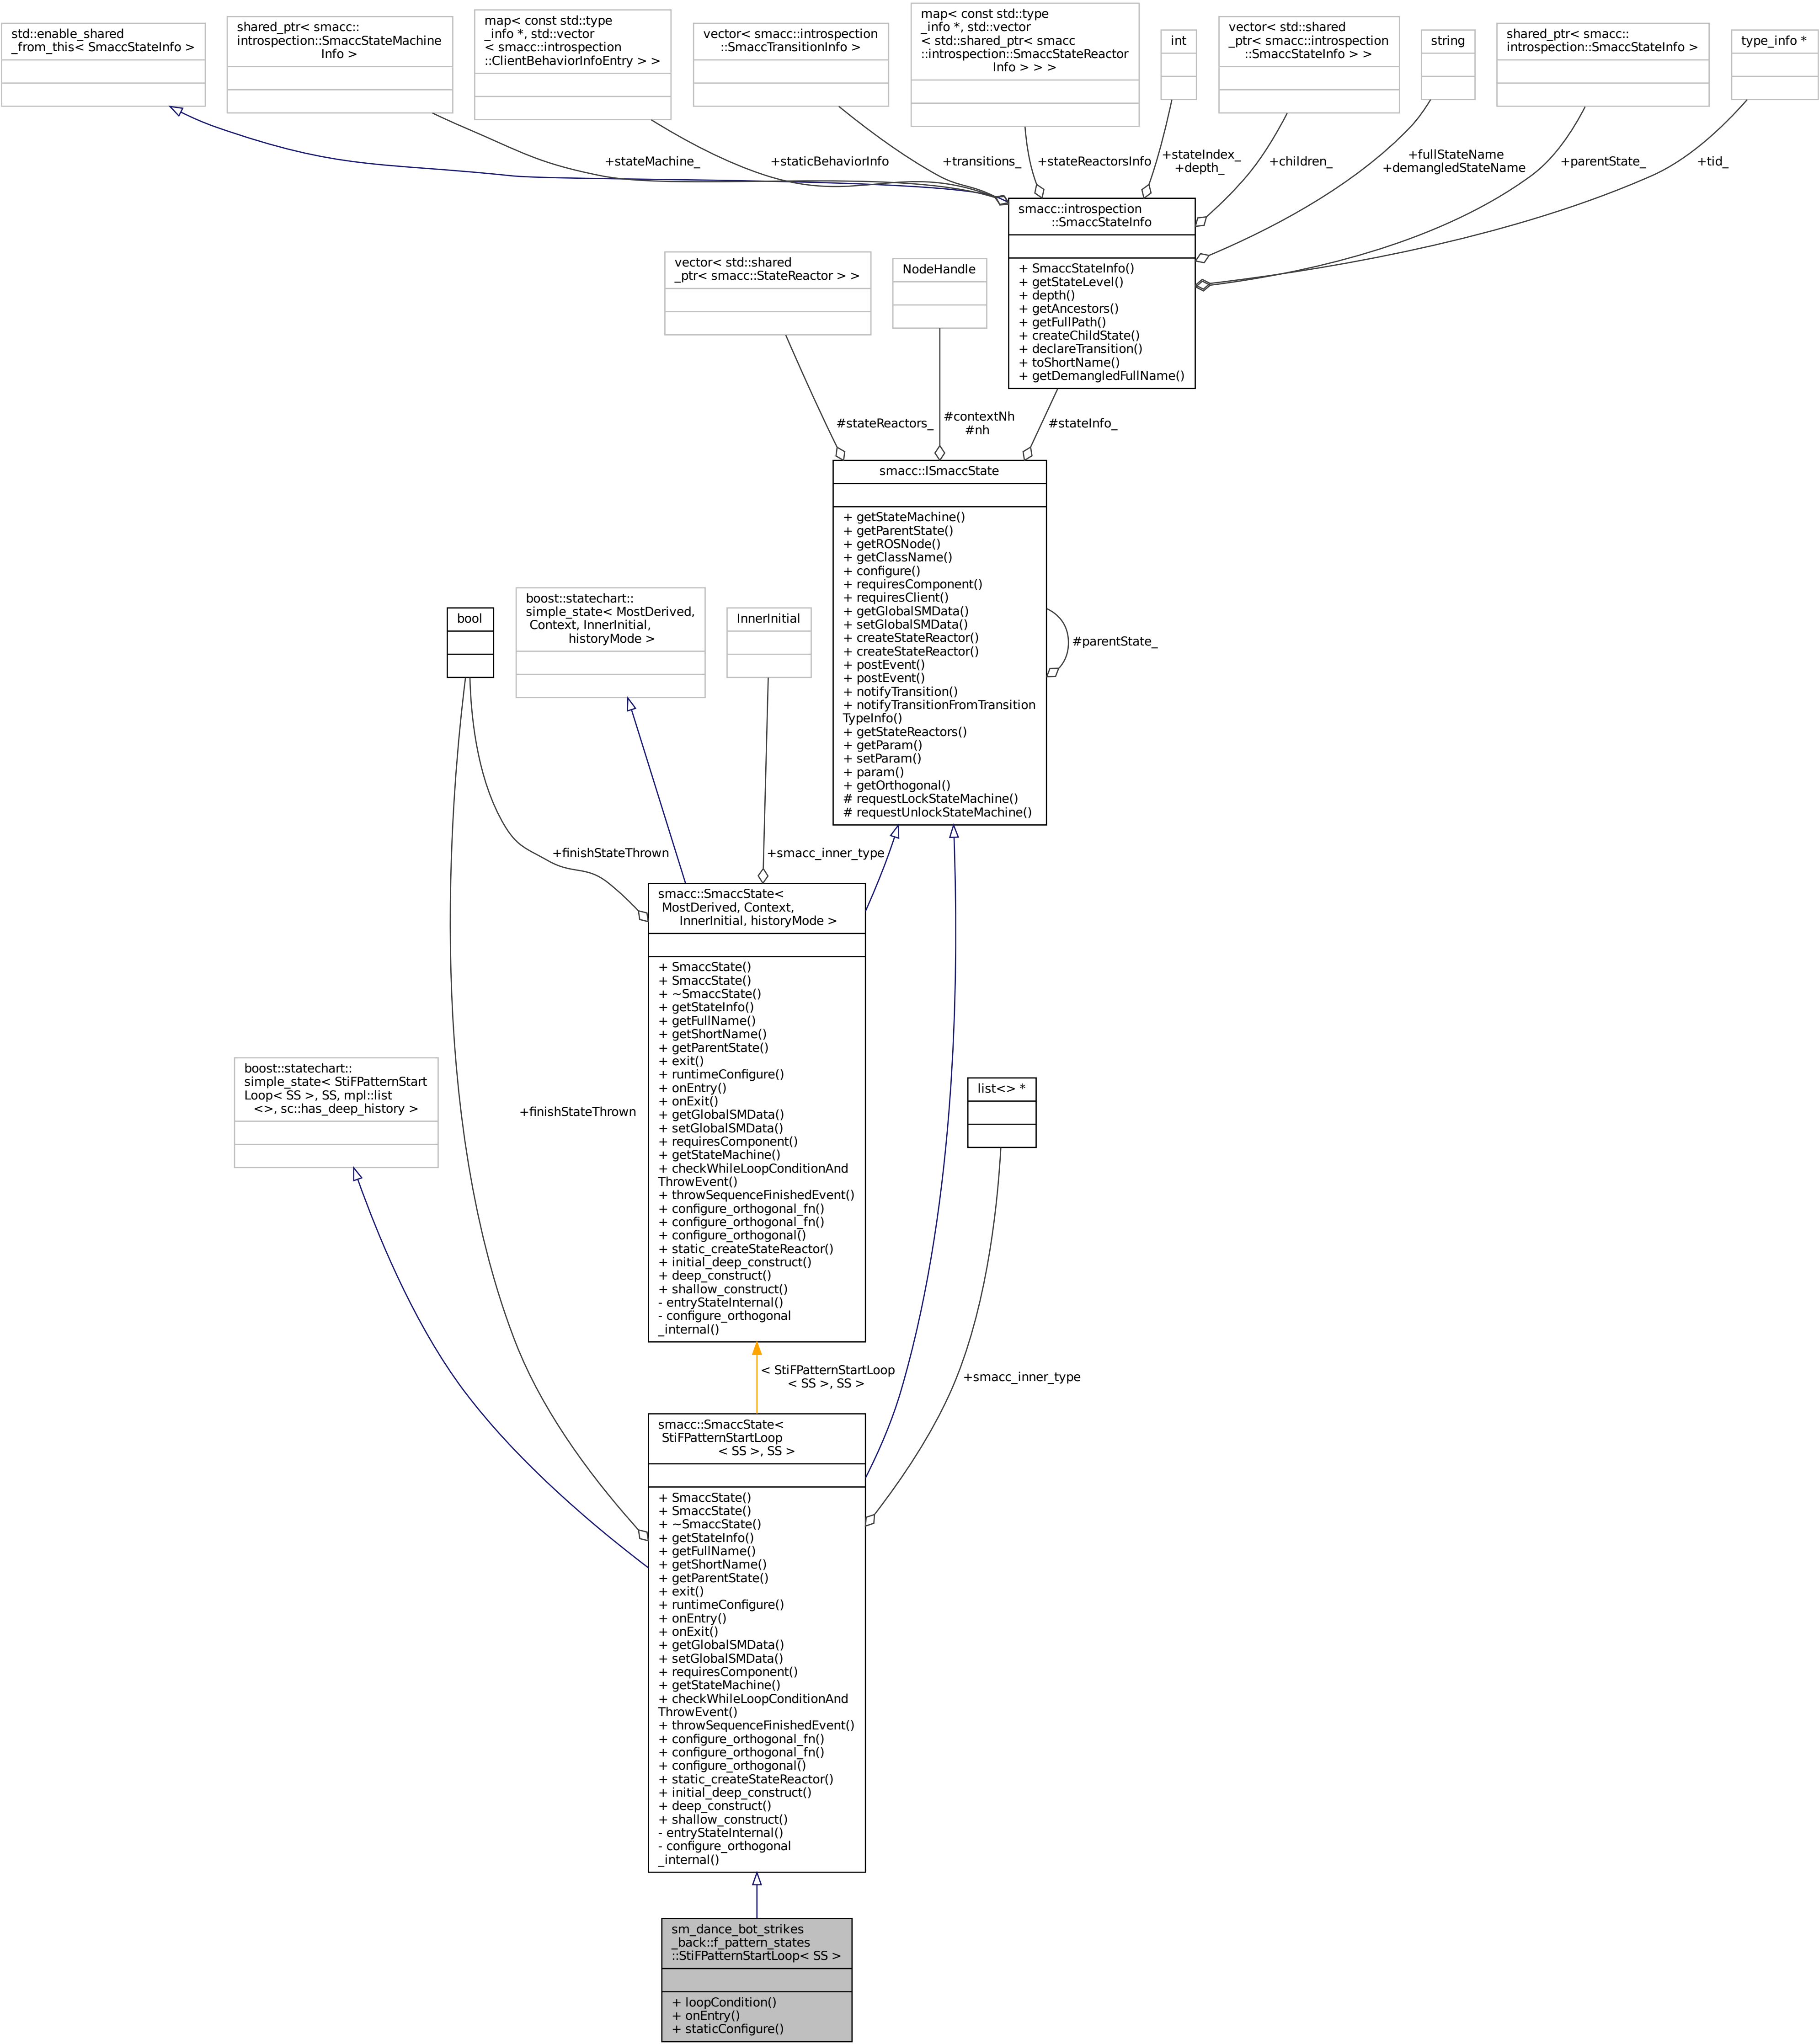 std::enable_shared
_from_this< SmaccStateInfo >
shared_ptr< smacc::
introspection::SmaccStateMachine
Info >
map< const std::type
_info *, std::vector
< smacc::introspection
::ClientBehaviorInfoEntry > >
vector< smacc::introspection
::SmaccTransitionInfo >
map< const std::type
_info *, std::vector
< std::shared_ptr< smacc
::introspection::SmaccStateReactor
Info > > >
int
vector< std::shared
_ptr< smacc::introspection
::SmaccStateInfo > >
string
shared_ptr< smacc::
introspection::SmaccStateInfo >
type_info *
+stateMachine_
+staticBehaviorInfo
+transitions_
+stateReactorsInfo
+stateIndex_
+depth_
+children_
+fullStateName
+demangledStateName
+parentState_
+tid_
smacc::introspection
::SmaccStateInfo
+ SmaccStateInfo()
+ getStateLevel()
+ depth()
+ getAncestors()
+ getFullPath()
+ createChildState()
+ declareTransition()
+ toShortName()
+ getDemangledFullName()
vector< std::shared
_ptr< smacc::StateReactor > >
NodeHandle
#stateReactors_
#contextNh
#nh
#stateInfo_
smacc::ISmaccState
+ getStateMachine()
+ getParentState()
+ getROSNode()
+ getClassName()
+ configure()
+ requiresComponent()
+ requiresClient()
+ getGlobalSMData()
+ setGlobalSMData()
+ createStateReactor()
+ createStateReactor()
+ postEvent()
+ postEvent()
+ notifyTransition()
+ notifyTransitionFromTransition
TypeInfo()
+ getStateReactors()
+ getParam()
+ setParam()
+ param()
+ getOrthogonal()
# requestLockStateMachine()
# requestUnlockStateMachine()
#parentState_
bool
boost::statechart::
simple_state< MostDerived,
Context, InnerInitial,
historyMode >
InnerInitial
+finishStateThrown
+smacc_inner_type
smacc::SmaccState<
MostDerived, Context,
InnerInitial, historyMode >
+ SmaccState()
+ SmaccState()
+ ~SmaccState()
+ getStateInfo()
+ getFullName()
+ getShortName()
+ getParentState()
+ exit()
+ runtimeConfigure()
+ onEntry()
+ onExit()
+ getGlobalSMData()
+ setGlobalSMData()
+ requiresComponent()
+ getStateMachine()
+ checkWhileLoopConditionAnd
ThrowEvent()
+ throwSequenceFinishedEvent()
+ configure_orthogonal_fn()
+ configure_orthogonal_fn()
+ configure_orthogonal()
+ static_createStateReactor()
+ initial_deep_construct()
+ deep_construct()
+ shallow_construct()
- entryStateInternal()
- configure_orthogonal
_internal()
boost::statechart::
simple_state< StiFPatternStart
Loop< SS >, SS, mpl::list
<>, sc::has_deep_history >
+finishStateThrown
list<> *
< StiFPatternStartLoop
< SS >, SS >
+smacc_inner_type
smacc::SmaccState<
StiFPatternStartLoop
< SS >, SS >
+ SmaccState()
+ SmaccState()
+ ~SmaccState()
+ getStateInfo()
+ getFullName()
+ getShortName()
+ getParentState()
+ exit()
+ runtimeConfigure()
+ onEntry()
+ onExit()
+ getGlobalSMData()
+ setGlobalSMData()
+ requiresComponent()
+ getStateMachine()
+ checkWhileLoopConditionAnd
ThrowEvent()
+ throwSequenceFinishedEvent()
+ configure_orthogonal_fn()
+ configure_orthogonal_fn()
+ configure_orthogonal()
+ static_createStateReactor()
+ initial_deep_construct()
+ deep_construct()
+ shallow_construct()
- entryStateInternal()
- configure_orthogonal
_internal()
sm_dance_bot_strikes
_back::f_pattern_states
::StiFPatternStartLoop< SS >
+ loopCondition()
+ onEntry()
+ staticConfigure()